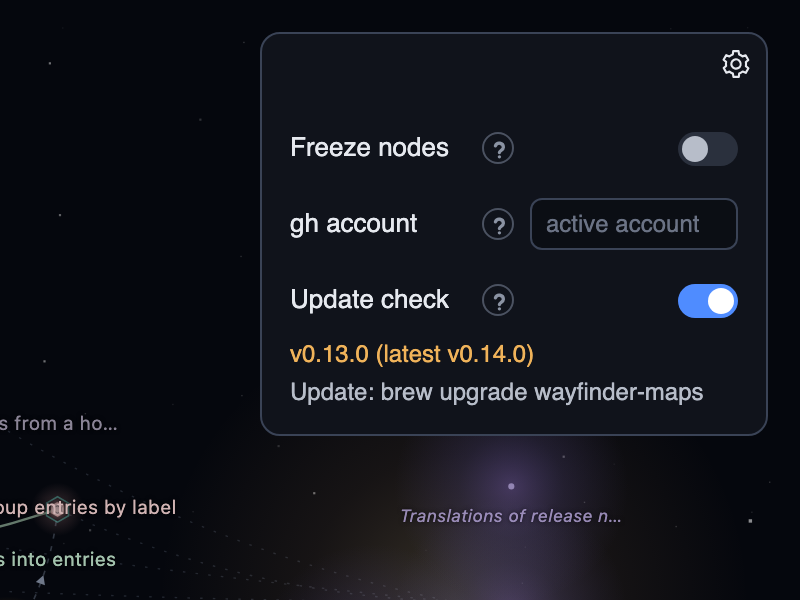 Freeze nodes ?
gh account ? active account
Update check ?
v0.13.0 (latest v0.14.0)
Update: brew upgrade wayfinder-maps
s from a ho...
oup entries by label
Translations of release n...
s into entries